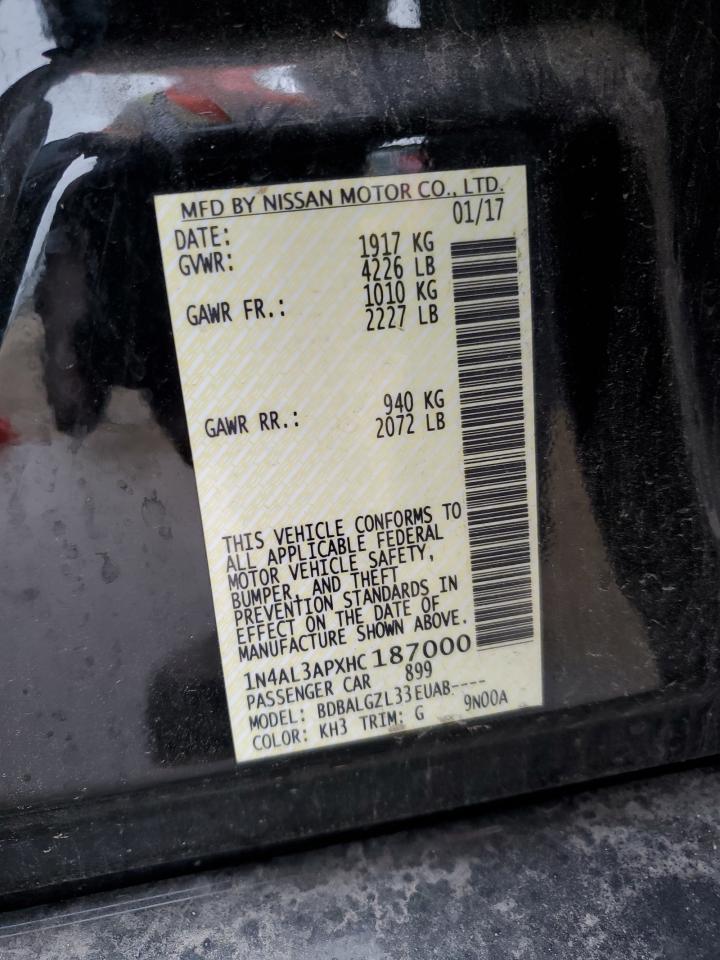 MFD BY NISSAN MOTOR CO., LTD.
DATE: 01/17
GVWR: 1917 KG
4226 LB
GAWR FR.: 1010 KG
2227 LB
GAWR RR.: 940 KG
2072 LB
THIS VEHICLE CONFORMS TO
ALL APPLICABLE FEDERAL
MOTOR VEHICLE SAFETY,
BUMPER, AND THEFT
PREVENTION STANDARDS IN
EFFECT ON THE DATE OF
MANUFACTURE SHOWN ABOVE.
1N4AL3APXHC187000
PASSENGER CAR 899
MODEL: BDBALGZL33EUAB----
COLOR: KH3 TRIM: G 9N00A